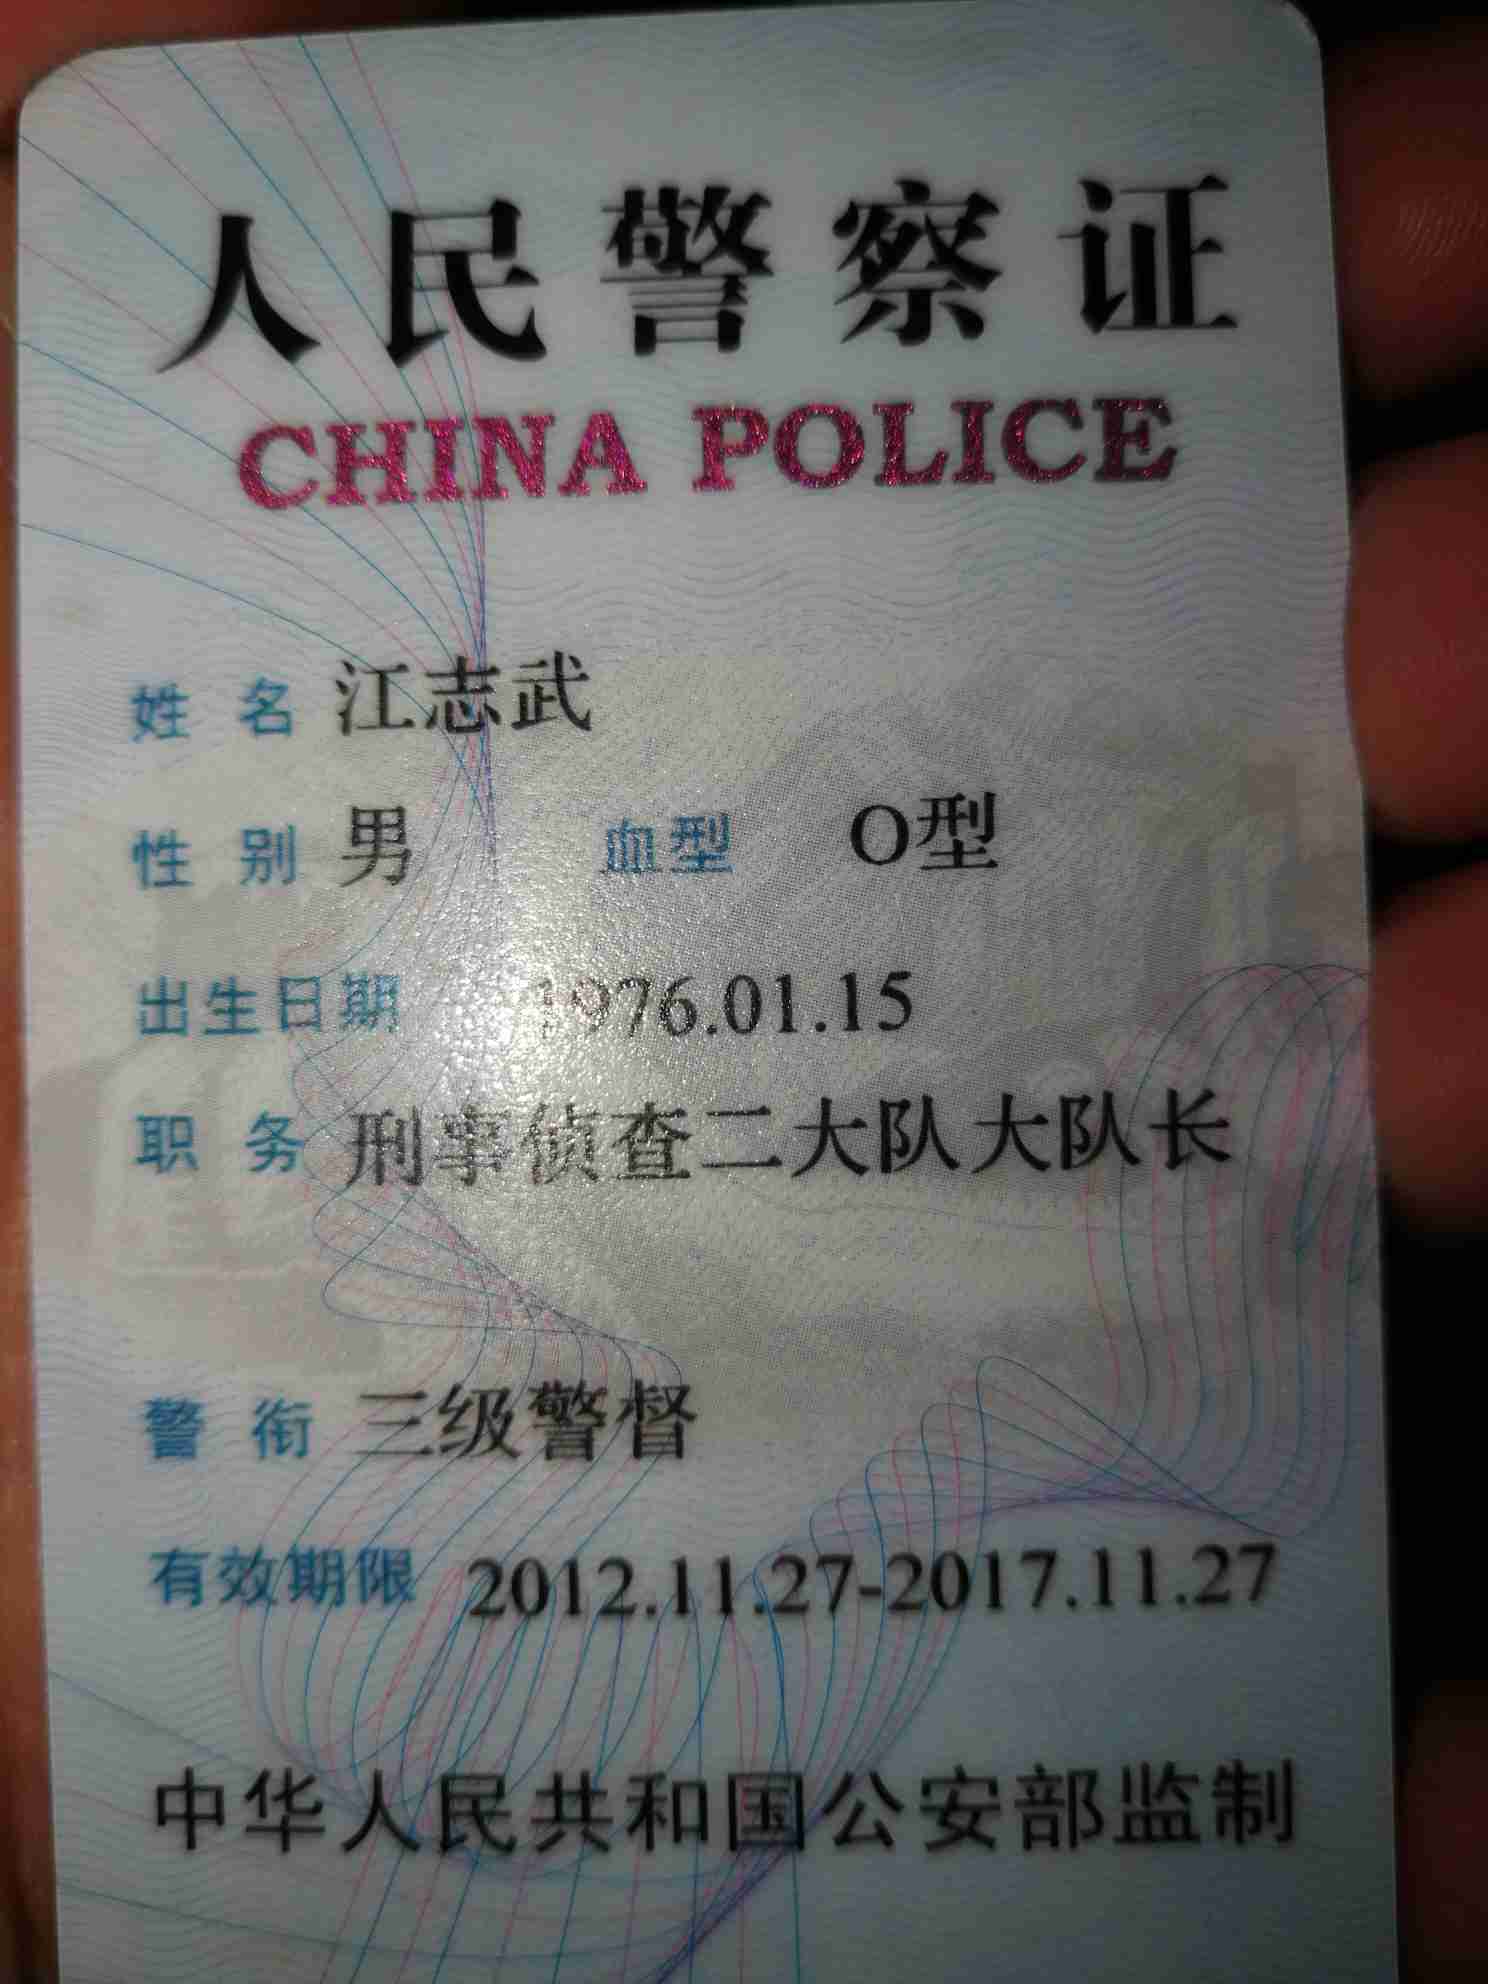 人民警察证
CHINA POLICE
姓名 江志武
性别 男 血型 O型
出生日期 1976.01.15
职务 刑事侦查二大队大队长
警衔 三级警督
有效期限 2012.11.27-2017.11.27
中华人民共和国公安部监制